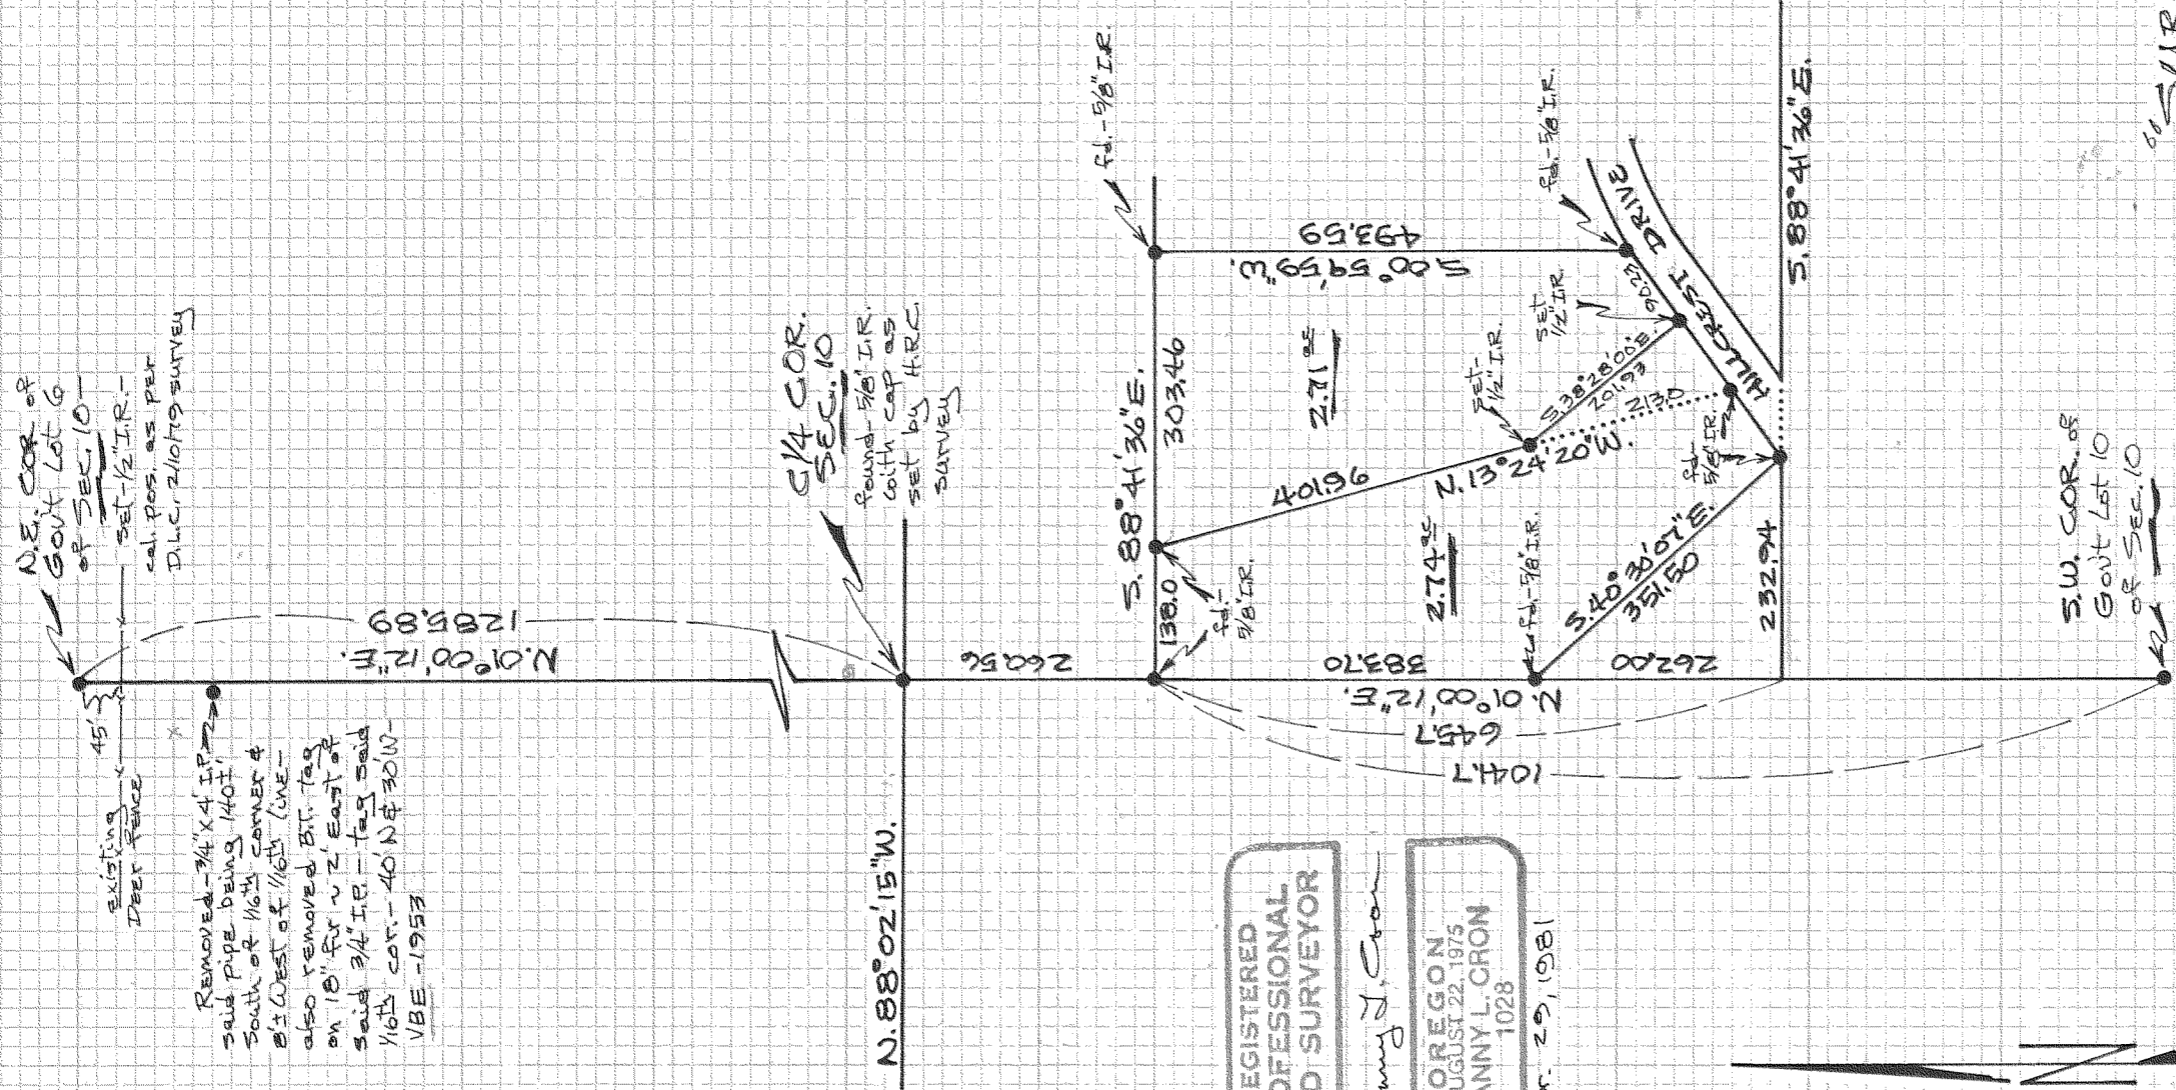 N.E. COR of
Gov't Lot 6
of SEC. 10 -
set - 1/2" I.R. -
cal. pos. as per
D.L.C. 2/10/79 survey
45'
existing
DEER FENCE
Removed - 3/4" x 4' I.P.
said pipe being 140'±
South of 1/16th corner &
8'± West of 1/16th line -
also removed B.T. tag
on 18" fir ~ 2' East of
said 3/4" I.P. - tag said
1/16th cor. - 40' N & 30' W -
VBE - 1953
N. 01° 00' 12" E.
1285.89
C 1/4 COR.
SEC. 10
found - 5/8" I.R.
with cap as
set by H.R.C.
survey
N. 88° 02' 15" W.
260.56
S. 88° 41' 36" E.
138.0
303.46
fd. - 5/8" I.R.
fd. -
5/8" I.R.
S. 00° 59' 59" W.
493.59
2.71 ac
401.96
N. 13° 24' 20" W.
213.0
set -
1/2" I.R.
set
1/2" I.R.
S. 38° 28' 00" E.
201.93
90.23
fd. - 5/8" I.R.
HILLCREST DRIVE
fd. -
5/8" I.R.
2.74 ac
fd. - 5/8" I.R.
S. 40° 30' 07" E.
351.50
232.94
S. 88° 41' 36" E.
383.70
262.00
N. 01° 00' 12" E.
645.7
1041.7
S.W. COR. of
Gov't Lot 10
of SEC. 10
EGISTERED
OFESSIONAL
D SURVEYOR
OREGON
UGUST 22, 1975
ANNY L. CRON
1028
r. 29, 1981